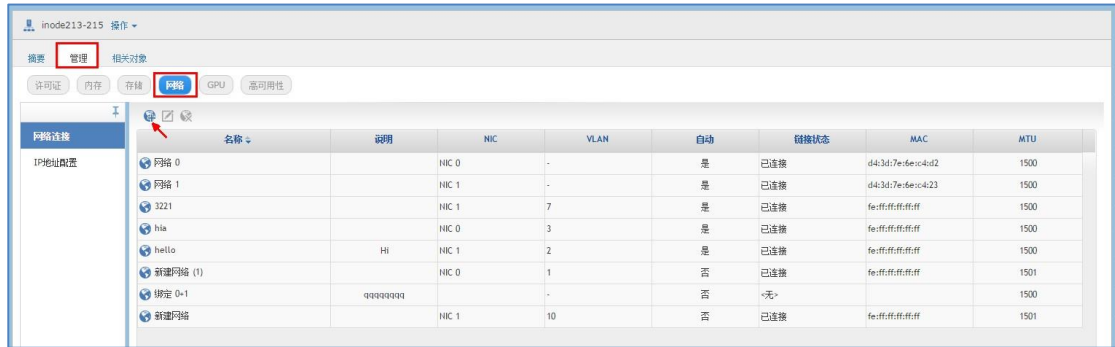 inode213-215 操作
摘要 管理 相关对象
许可证 内存 存储 网络 GPU 高可用性
网络连接
IP地址配置
名称 说明 NIC VLAN 自动 链接状态 MAC MTU
网络 0 NIC 0 - 是 已连接 d4:3d:7e:6e:c4:d2 1500
网络 1 NIC 1 - 是 已连接 d4:3d:7e:6e:c4:23 1500
3221 NIC 1 7 是 已连接 fe:ff:ff:ff:ff:ff 1500
hia NIC 0 3 是 已连接 fe:ff:ff:ff:ff:ff 1500
hello Hi NIC 1 2 是 已连接 fe:ff:ff:ff:ff:ff 1500
新建网络 (1) NIC 0 1 否 已连接 fe:ff:ff:ff:ff:ff 1501
绑定 0+1 qqqqqqqq - 否 <无> 1500
新建网络 NIC 1 10 否 已连接 fe:ff:ff:ff:ff:ff 1501